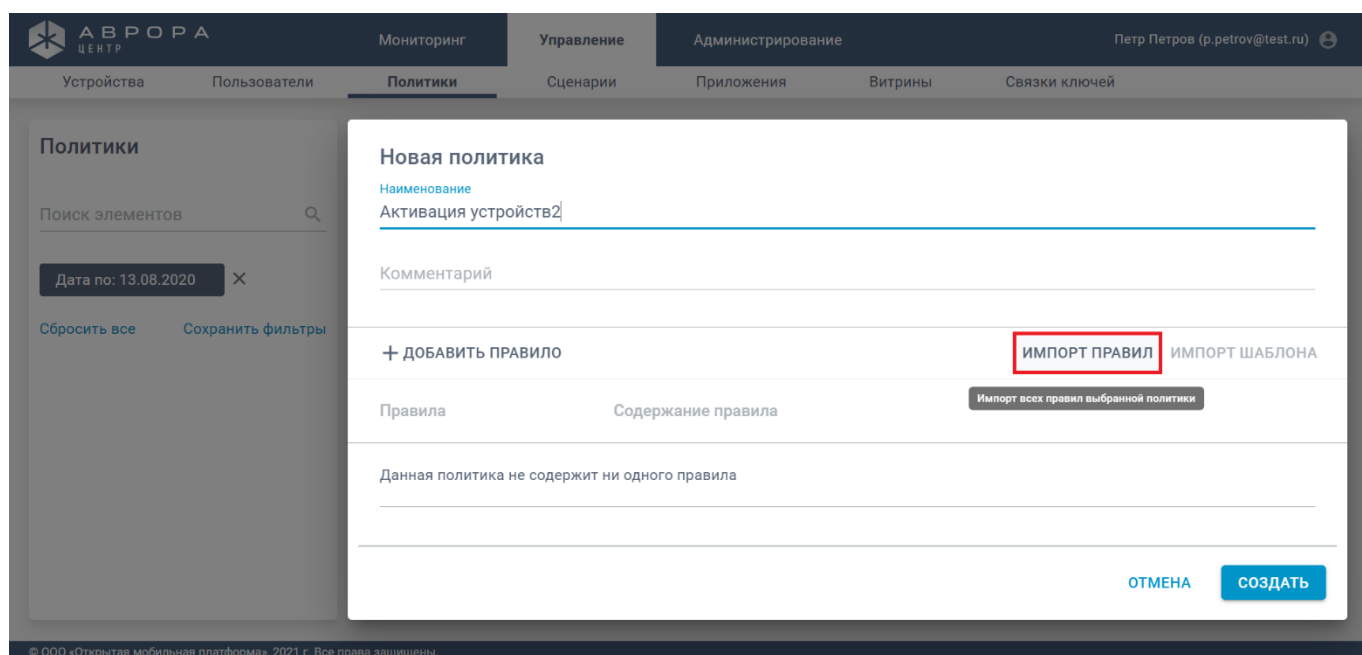 АВРОРА
ЦЕНТР
Мониторинг Управление Администрирование Петр Петров (p.petrov@test.ru)
Устройства Пользователи Политики Сценарии Приложения Витрины Связки ключей
Политики
Поиск элементов
Дата по: 13.08.2020
Сбросить все Сохранить фильтры
Новая политика
Наименование
Активация устройств2
Комментарий
+ ДОБАВИТЬ ПРАВИЛО ИМПОРТ ПРАВИЛ ИМПОРТ ШАБЛОНА
Импорт всех правил выбранной политики
Правила Содержание правила
Данная политика не содержит ни одного правила
ОТМЕНА СОЗДАТЬ
© ООО «Открытая мобильная платформа», 2021 г. Все права защищены